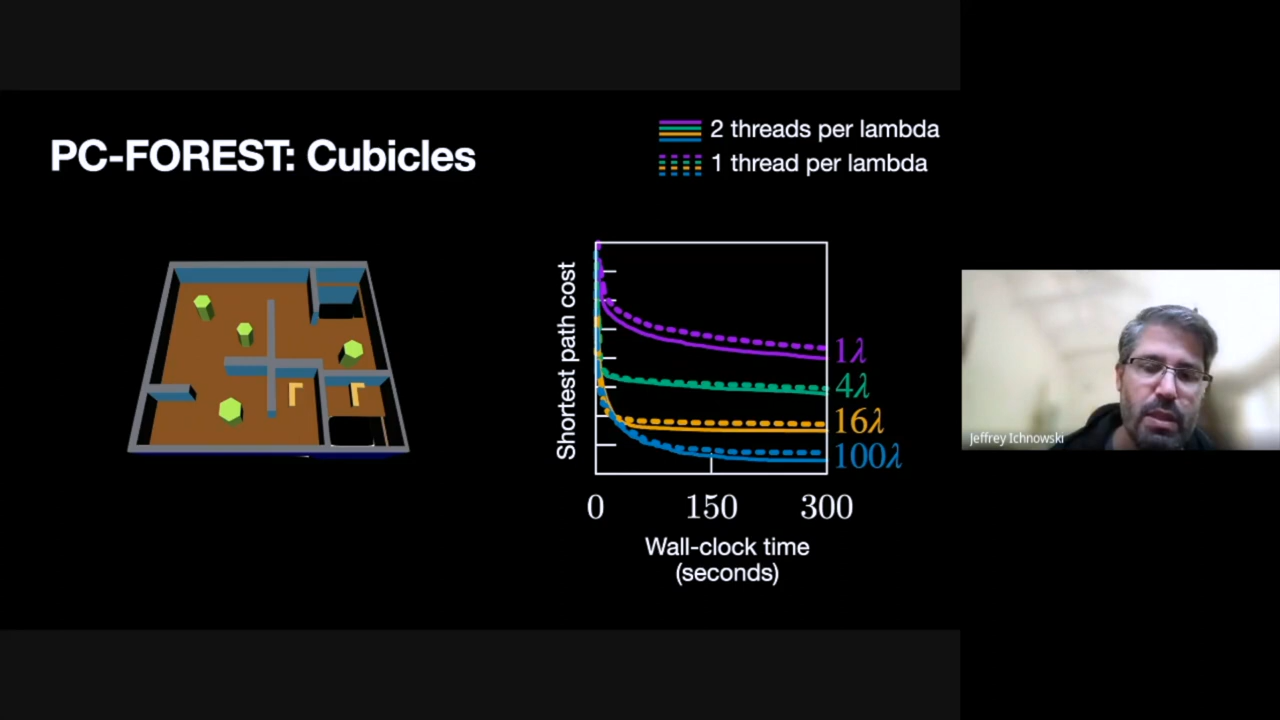 PC-FOREST: Cubicles
2 threads per lambda
1 thread per lambda
Shortest path cost
1λ
4λ
16λ
100λ
0 150 300
Wall-clock time
(seconds)
Jeffrey Ichnowski